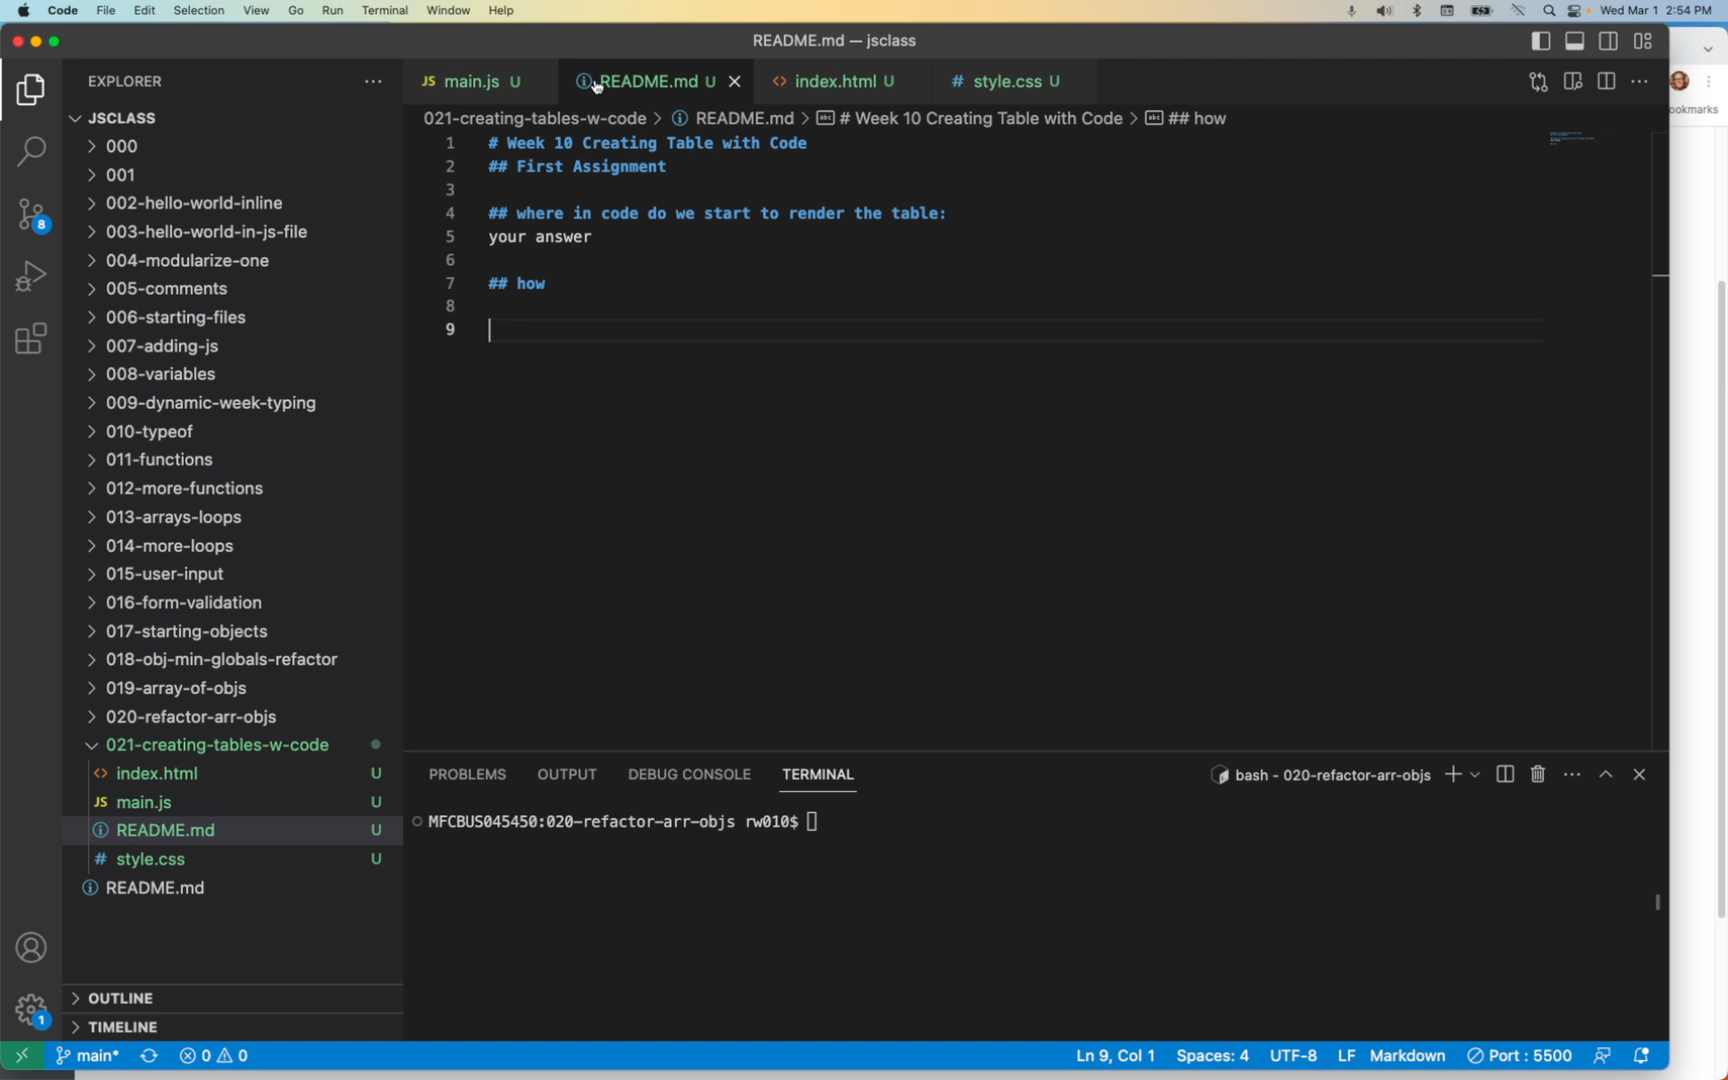 Code File Edit Selection View Go Run Terminal Window Help Wed Mar 1 2:54 PM
README.md — jsclass
EXPLORER
JS main.js U
README.md U
<> index.html U
# style.css U
ookmarks
JSCLASS
021-creating-tables-w-code > README.md > # Week 10 Creating Table with Code > ## how
000
001
002-hello-world-inline
003-hello-world-in-js-file
004-modularize-one
005-comments
006-starting-files
007-adding-js
008-variables
009-dynamic-week-typing
010-typeof
011-functions
012-more-functions
013-arrays-loops
014-more-loops
015-user-input
016-form-validation
017-starting-objects
018-obj-min-globals-refactor
019-array-of-objs
020-refactor-arr-objs
021-creating-tables-w-code
<> index.html U
JS main.js U
README.md U
# style.css U
README.md
OUTLINE
TIMELINE
1 # Week 10 Creating Table with Code
2 ## First Assignment
3
4 ## where in code do we start to render the table:
5 your answer
6
7 ## how
8
9
PROBLEMS OUTPUT DEBUG CONSOLE TERMINAL
bash - 020-refactor-arr-objs
MFCBUS045450:020-refactor-arr-objs rw010$
8
1
main* 0 0
Ln 9, Col 1 Spaces: 4 UTF-8 LF Markdown Port : 5500